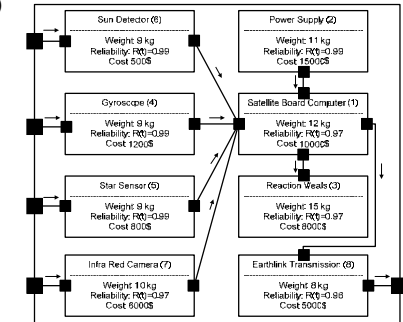 )
Sun Detector (6)
Weight: 9 kg
Reliability: R(t)=0.99
Cost 500$
Power Supply (2)
Weight: 11 kg
Reliability: R(t)=0.99
Cost 1500$
Gyroscope (4)
Weight: 9 kg
Reliability: R(t)=0.99
Cost 1200$
Satellite Board Computer (1)
Weight: 12 kg
Reliability: R(t)=0.97
Cost 1000$
Star Sensor (5)
Weight: 9 kg
Reliability: R(t)=0.99
Cost 800$
Reaction Weals (3)
Weight: 15 kg
Reliability: R(t)=0.97
Cost 8000$
Infra Red Camera (7)
Weight: 10 kg
Reliability: R(t)=0.97
Cost 6000$
Earthlink Transmission (8)
Weight: 8 kg
Reliability: R(t)=0.96
Cost 5000$